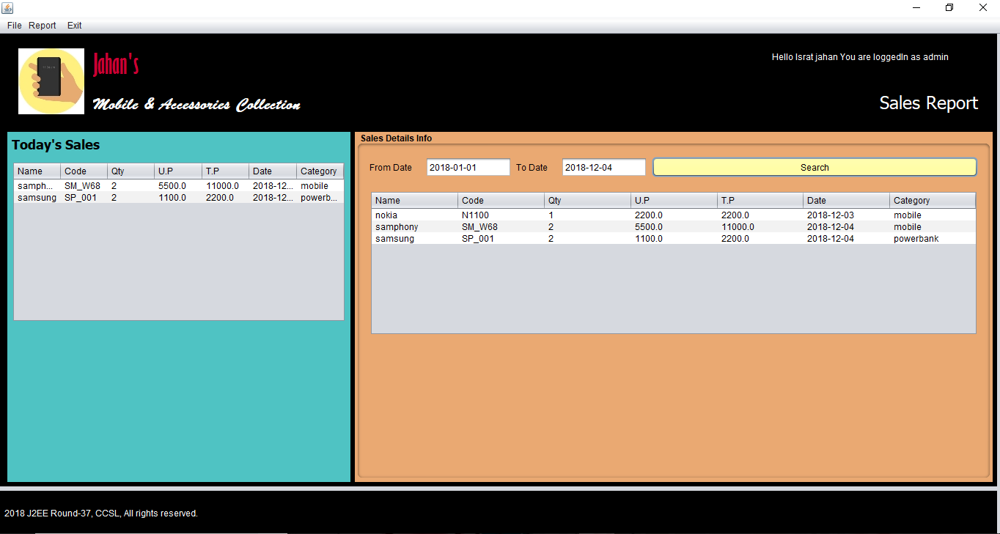 File Report Exit
Jahan's
Hello Israt jahan You are loggedIn as admin
Mobile & Accessories Collection
Sales Report
Today's Sales
Name Code Qty U.P T.P Date Category
samph... SM_W68 2 5500.0 11000.0 2018-12... mobile
samsung SP_001 2 1100.0 2200.0 2018-12... powerb...
Sales Details Info
From Date 2018-01-01 To Date 2018-12-04 Search
Name Code Qty U.P T.P Date Category
nokia N1100 1 2200.0 2200.0 2018-12-03 mobile
samphony SM_W68 2 5500.0 11000.0 2018-12-04 mobile
samsung SP_001 2 1100.0 2200.0 2018-12-04 powerbank
2018 J2EE Round-37, CCSL, All rights reserved.